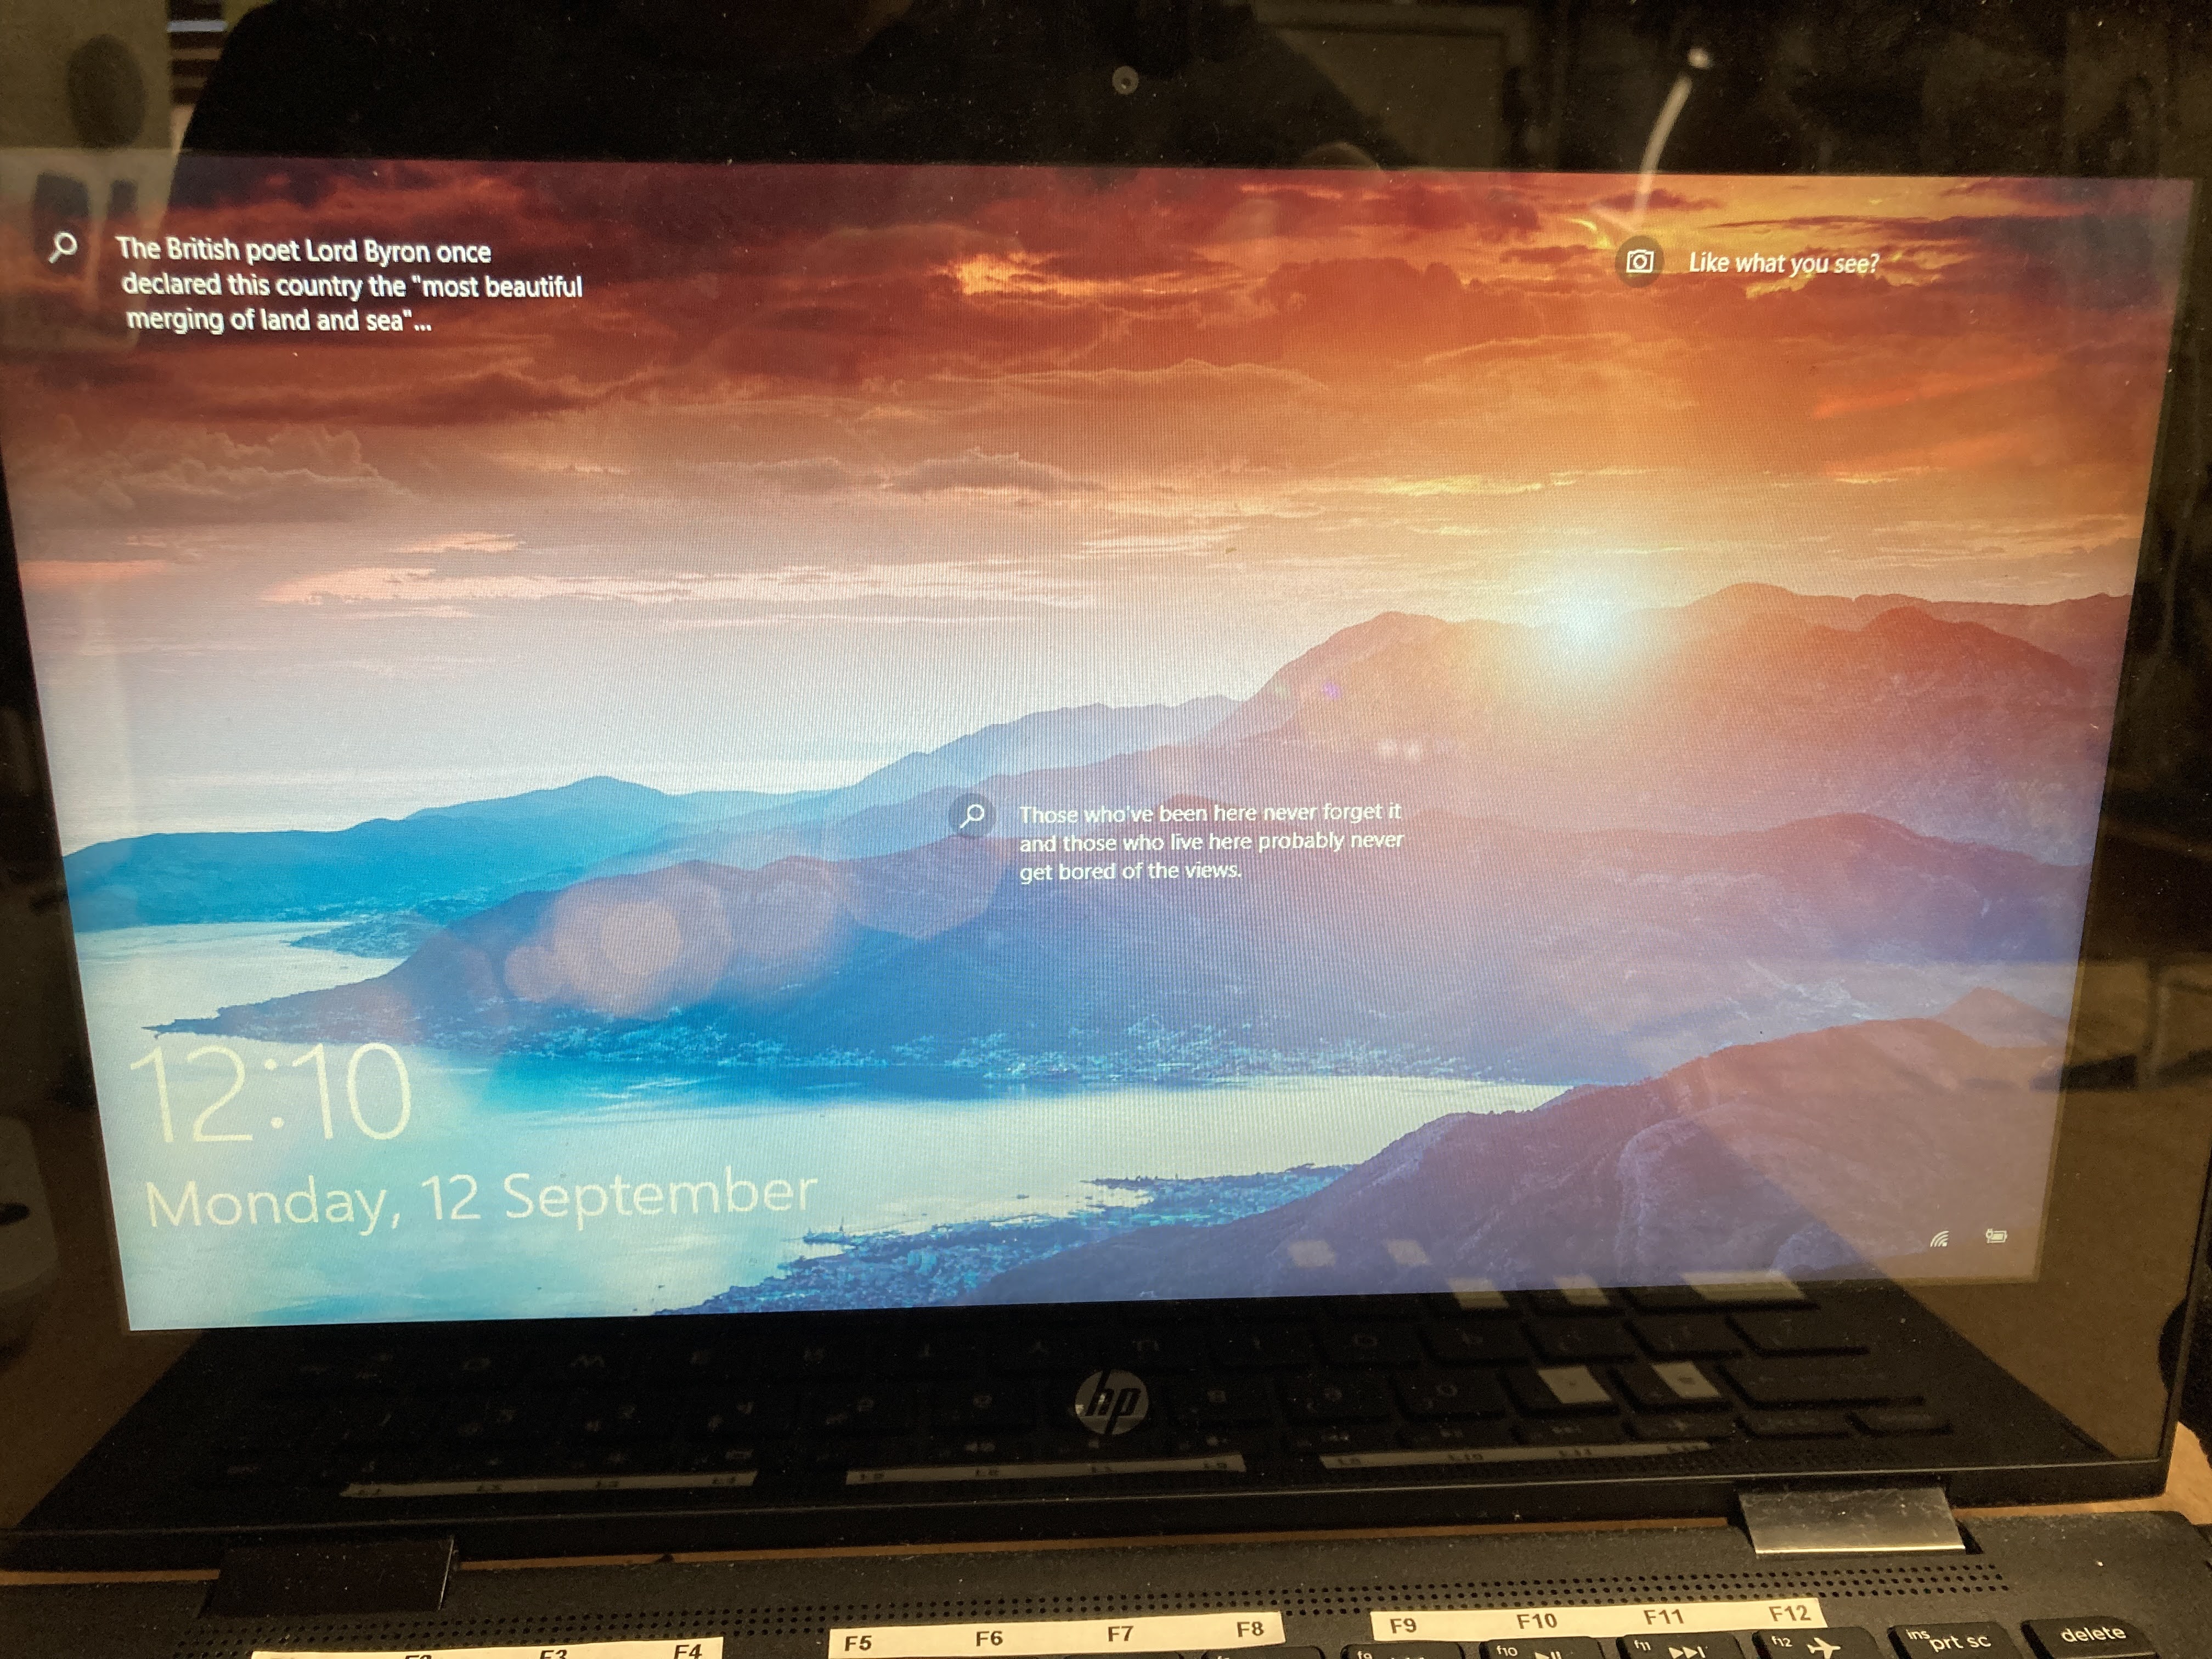 The British poet Lord Byron once
declared this country the "most beautiful
merging of land and sea"...
Like what you see?
Those who've been here never forget it
and those who live here probably never
get bored of the views.
12:10
Monday, 12 September
hp
F4
F5
F6
F7
F8
F9
F10
F11
F12
f10
f11
f12
ins
prt sc
delete